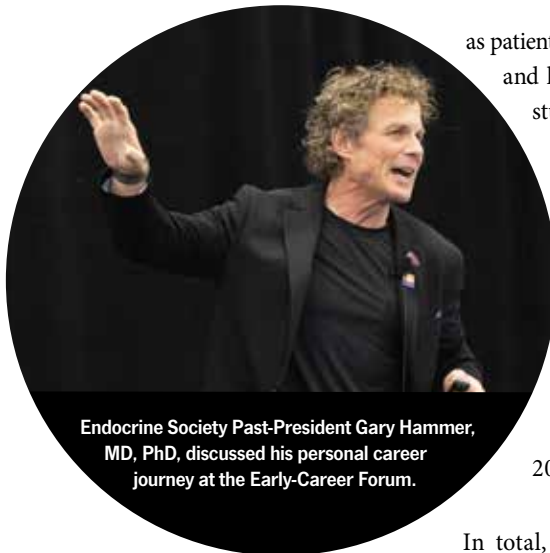 as patient
and
Endocrine Society Past-President Gary Hammer,
MD, PhD, discussed his personal career
journey at the Early-Career Forum.
20
In total,